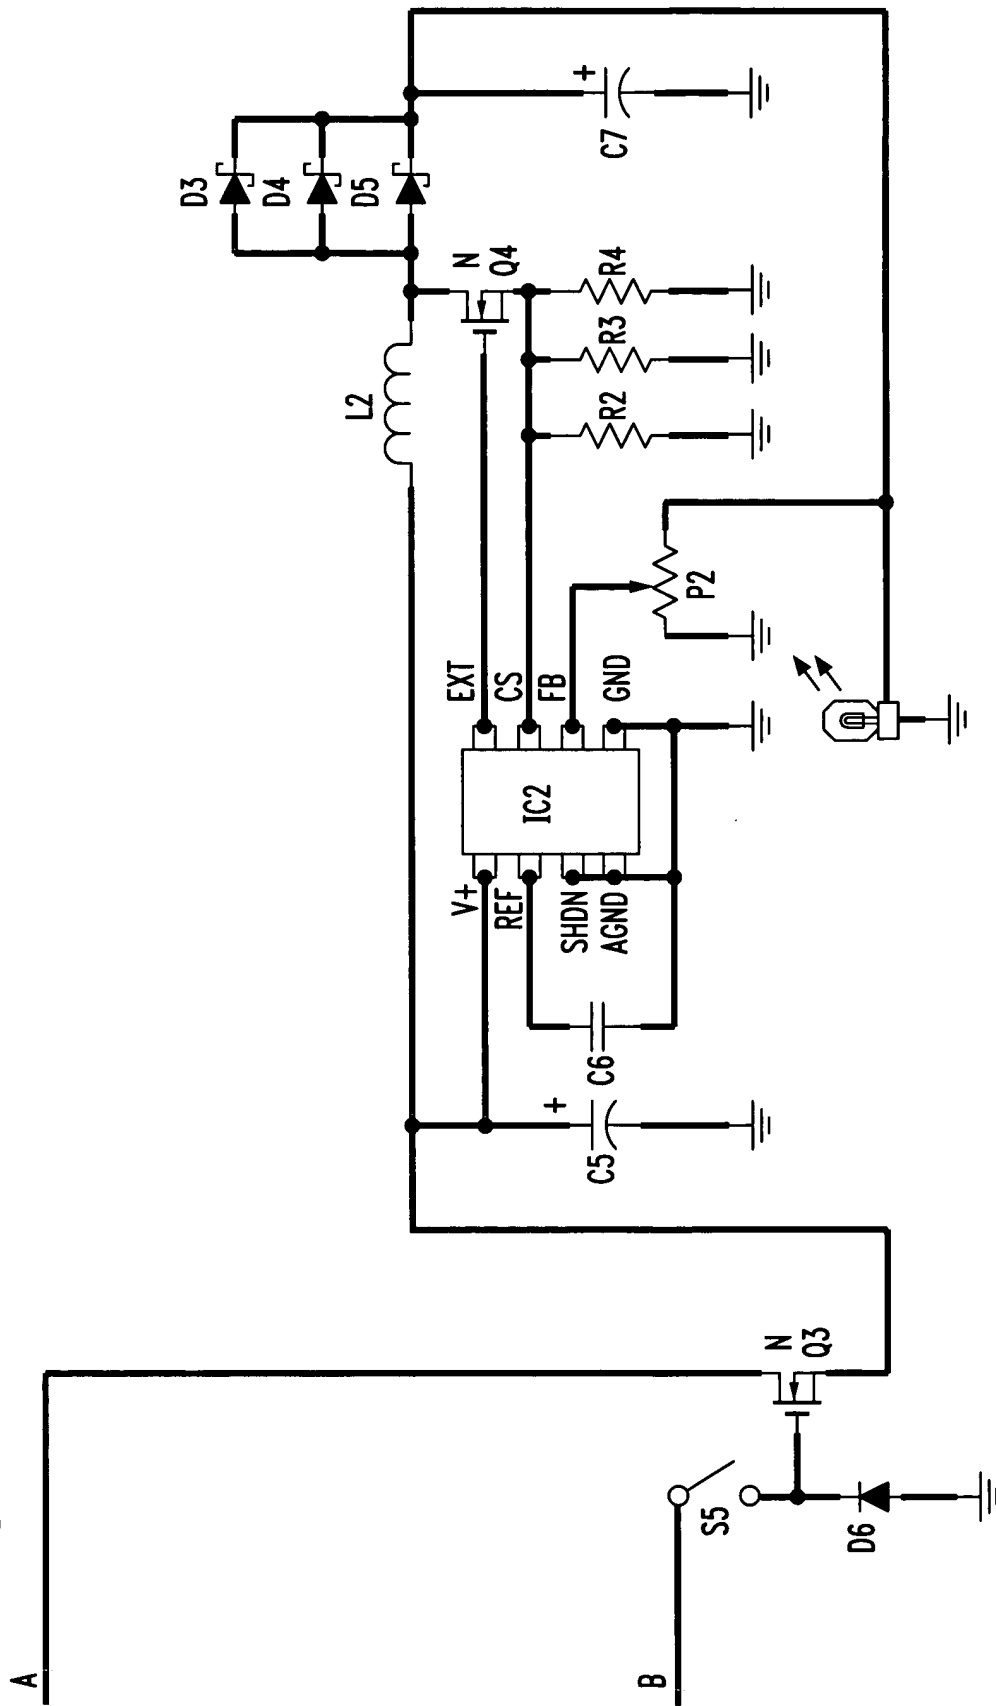 A
B
S5
D6
N
Q3
C5
+
C6
V+
REF
SHDN
AGND
IC2
EXT
CS
FB
GND
P2
L2
R2
R3
R4
N
Q4
D3
D4
D5
+
C7